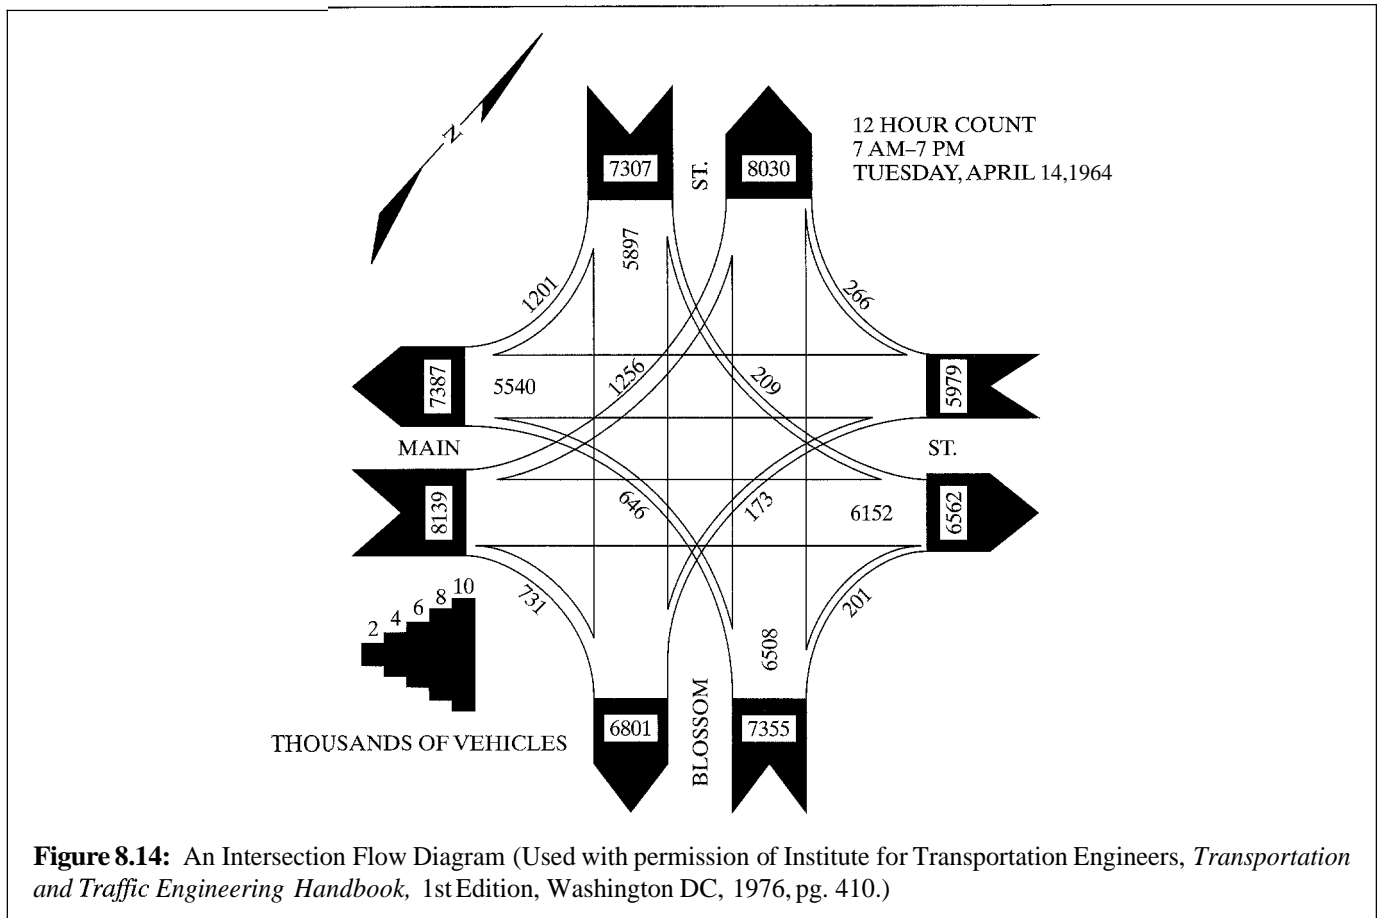 N
7307
ST.
8030
12 HOUR COUNT
7 AM–7 PM
TUESDAY, APRIL 14,1964
5897
1201
266
1256
209
7387
5540
5979
MAIN
ST.
8139
646
173
6152
6562
731
201
2 4 6 8 10
6508
THOUSANDS OF VEHICLES
6801
BLOSSOM
7355
Figure 8.14: An Intersection Flow Diagram (Used with permission of Institute for Transportation Engineers, Transportation
and Traffic Engineering Handbook, 1st Edition, Washington DC, 1976, pg. 410.)